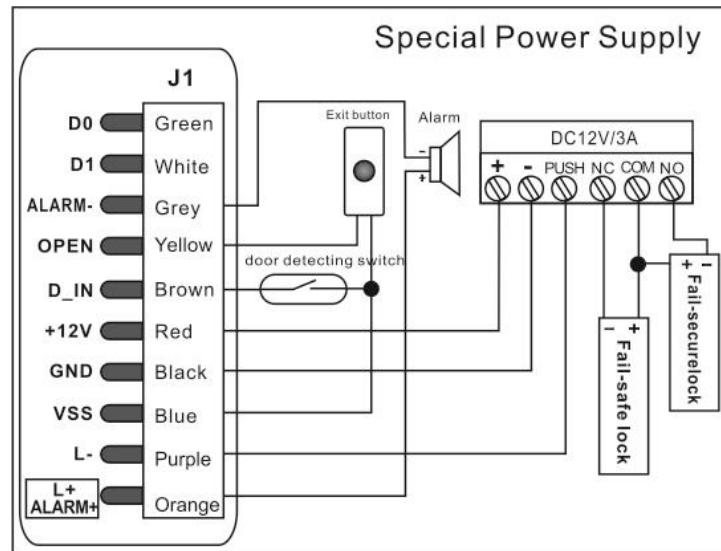 Special Power Supply
J1
D0 Green
D1 White
ALARM- Grey
OPEN Yellow
D_IN Brown
+12V Red
GND Black
VSS Blue
L- Purple
L+
ALARM+ Orange
Exit button
Alarm
-
+
door detecting switch
DC12V/3A
+ - PUSH NC COM NO
- +
Fail-safe lock
+ -
Fail-securelock